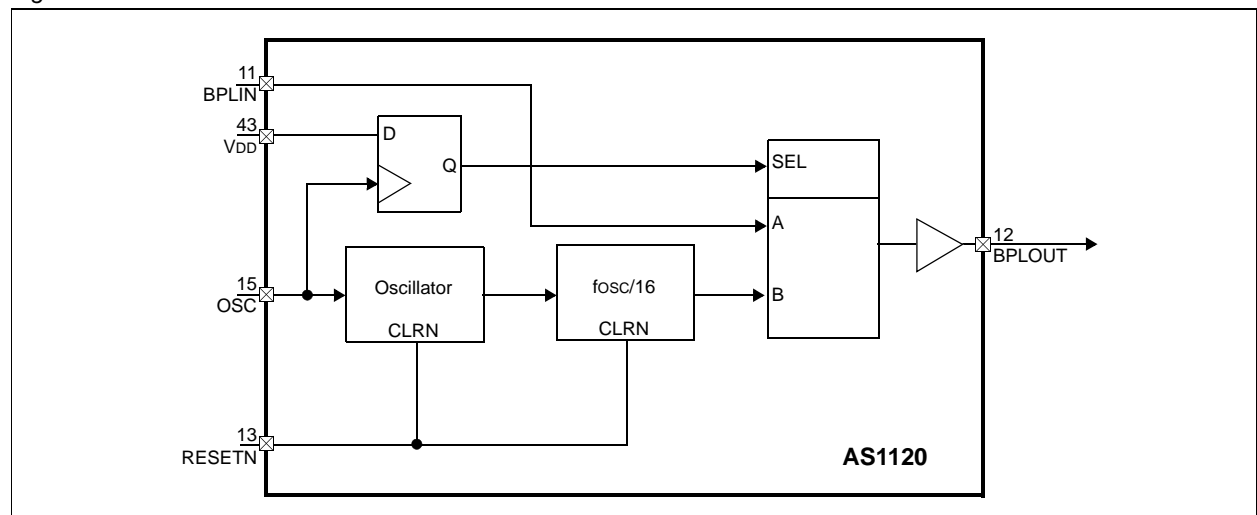 11
BPLIN
43
VDD
D
Q
SEL
A
15
OSC
Oscillator
CLRN
fOSC/16
CLRN
B
12
BPLOUT
13
RESETN
AS1120